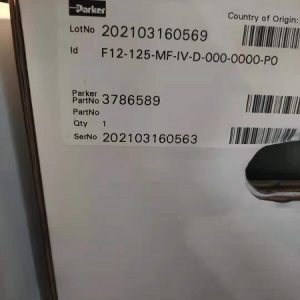 Parker
Country of Origin:
LotNo 202103160569
Id F12-125-MF-IV-D-000-0000-P0
Parker
PartNo 3786589
PartNo
Qty 1
SerNo 202103160563